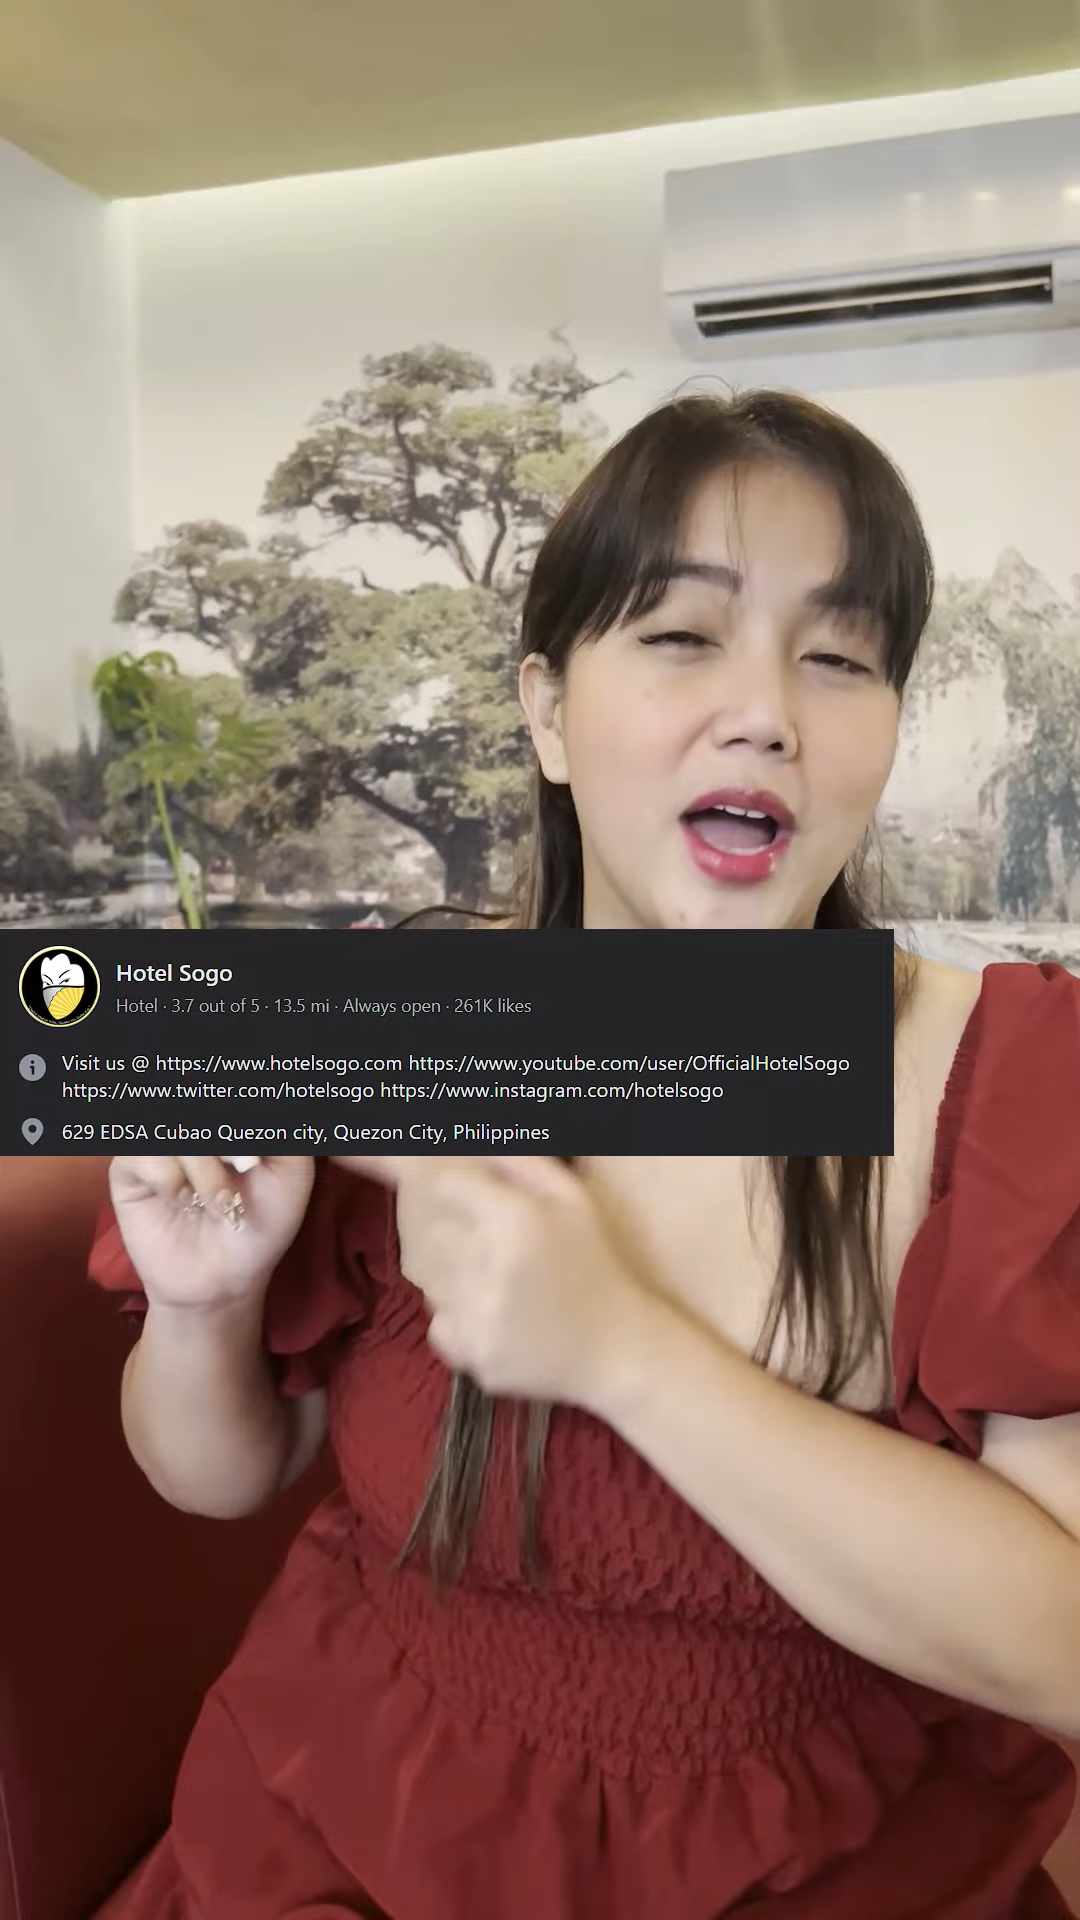 Hotel Sogo
Hotel · 3.7 out of 5 · 13.5 mi · Always open · 261K likes
Visit us @ https://www.hotelsogo.com https://www.youtube.com/user/OfficialHotelSogo
https://www.twitter.com/hotelsogo https://www.instagram.com/hotelsogo
629 EDSA Cubao Quezon city, Quezon City, Philippines